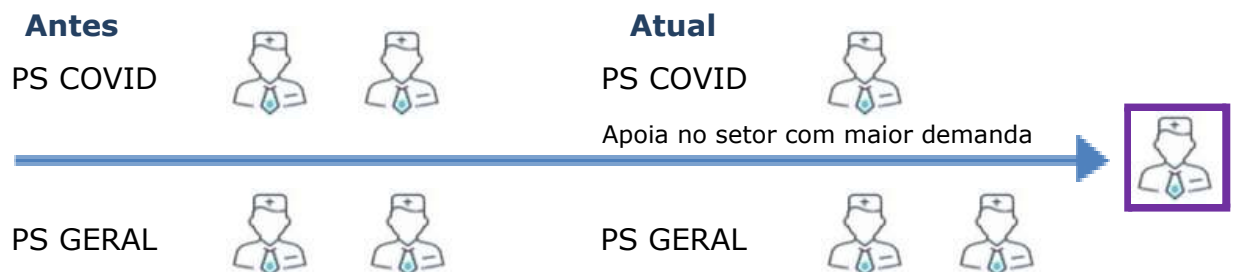 Antes
Atual
PS COVID
PS COVID
Apoia no setor com maior demanda
PS GERAL
PS GERAL